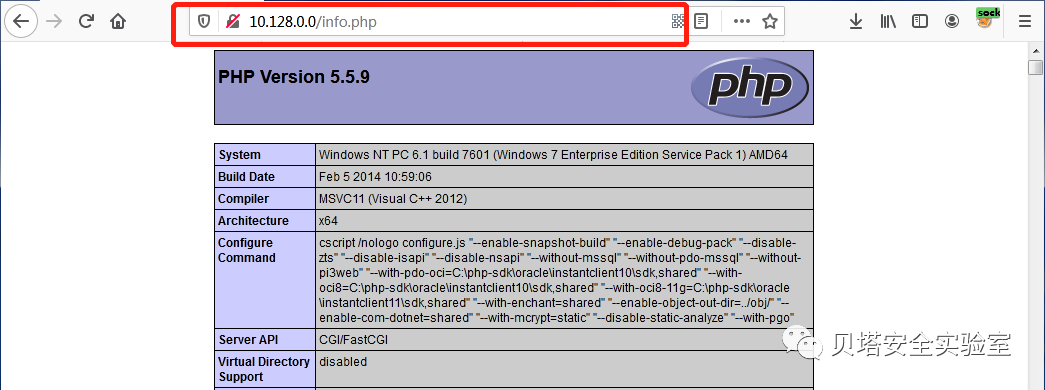 10.128.0.0/info.php
sock
PHP Version 5.5.9
php
System Windows NT PC 6.1 build 7601 (Windows 7 Enterprise Edition Service Pack 1) AMD64
Build Date Feb 5 2014 10:59:06
Compiler MSVC11 (Visual C++ 2012)
Architecture x64
Configure Command
cscript /nologo configure.js "--enable-snapshot-build" "--enable-debug-pack" "--disable-
zts" "--disable-isapi" "--disable-nsapi" "--without-mssql" "--without-pdo-mssql" "--without-
pi3web" "--with-pdo-oci=C:\php-sdk\oracle\instantclient10\sdk,shared" "--with-
oci8=C:\php-sdk\oracle\instantclient10\sdk,shared" "--with-oci8-11g=C:\php-sdk\oracle
\instantclient11\sdk,shared" "--with-enchant=shared" "--enable-object-out-dir=../obj/" "--
enable-com-dotnet=shared" "--with-mcrypt=static" "--disable-static-analyze" "--with-pgo"
Server API CGI/FastCGI
Virtual Directory Support disabled
贝塔安全实验室